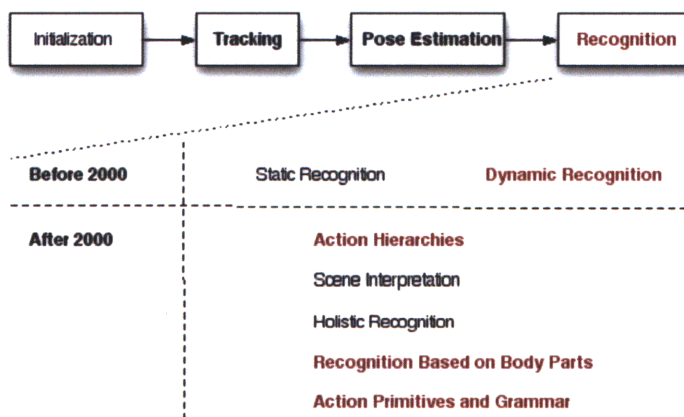 Initialization Tracking Pose Estimation Recognition
Before 2000 Static Recognition Dynamic Recognition
After 2000 Action Hierarchies
Scene Interpretation
Holistic Recognition
Recognition Based on Body Parts
Action Primitives and Grammar